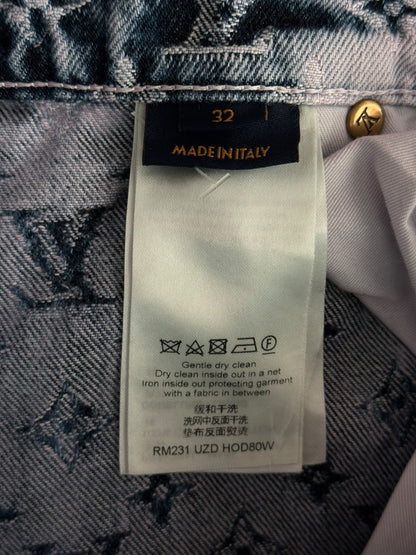 32
MADE IN ITALY
Gentle dry clean
Dry clean inside out in a net
Iron inside out protecting garment
with a fabric in between
缓和干洗
洗网中反面干洗
垫布反面熨烫
RM231 UZD HOD80W